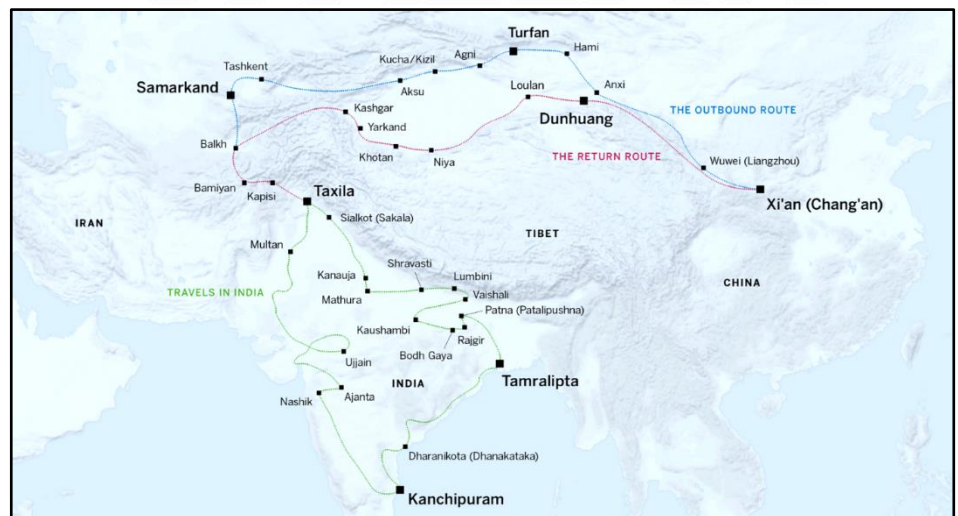 Turfan
Hami
Agni
Kucha/Kizil
Tashkent
Samarkand
Aksu
Loulan
Anxi
Dunhuang
THE OUTBOUND ROUTE
Kashgar
Yarkand
Balkh
Khotan
Niya
THE RETURN ROUTE
Wuwei (Liangzhou)
Bamiyan
Kapisi
Taxila
Xi'an (Chang'an)
Sialkot (Sakala)
IRAN
TIBET
Multan
Shravasti
Kanauja
Lumbini
CHINA
TRAVELS IN INDIA
Mathura
Vaishali
Patna (Patalipushna)
Kaushambi
Rajgir
Bodh Gaya
Ujjain
INDIA
Tamralipta
Nashik
Ajanta
Dharanikota (Dhanakataka)
Kanchipuram